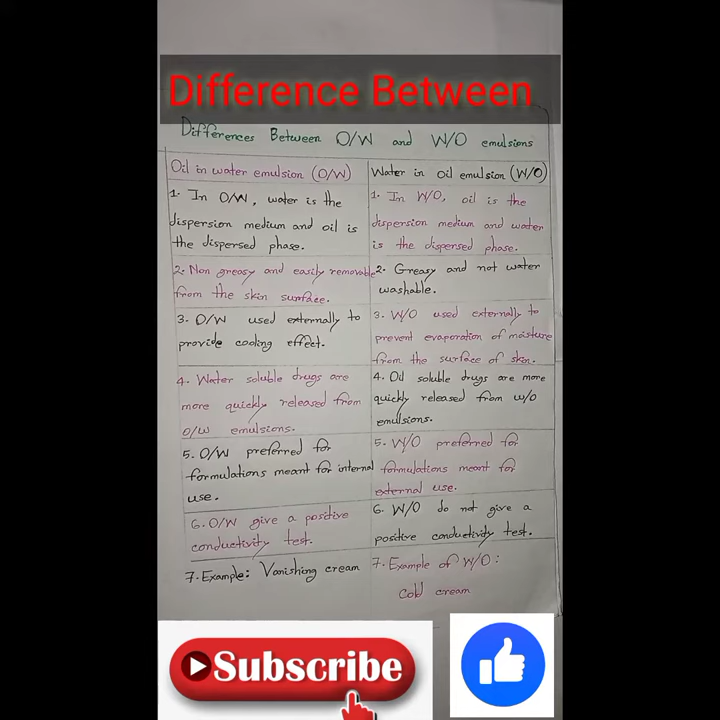 Difference Between
Differences Between O/W and W/O emulsions
Oil in water emulsion (O/W)
1. In O/W, water is the
dispersion medium and oil is
the dispersed phase.
2. Non greasy and easily removable
from the skin surface.
3. O/W used externally to
provide cooking effect.
4. Water soluble drugs are
more quickly released from
O/W emulsions.
5. O/W preferred for
formulations meant for internal
use.
6. O/W give a positive
conductivity test.
7. Example: Vanishing cream
Water in Oil emulsion (W/O)
1. In W/O, oil is the
dispersion medium and water
is the dispersed phase.
2. Greasy and not water
washable.
3. W/O used externally to
prevent evaporation of moisture
from the surface of skin.
4. Oil soluble drugs are more
quickly released from w/o
emulsions.
5. W/O preferred for
formulations meant for
external use.
6. W/O do not give a
positive conductivity test.
7. Example of W/O:
Cold cream
Subscribe